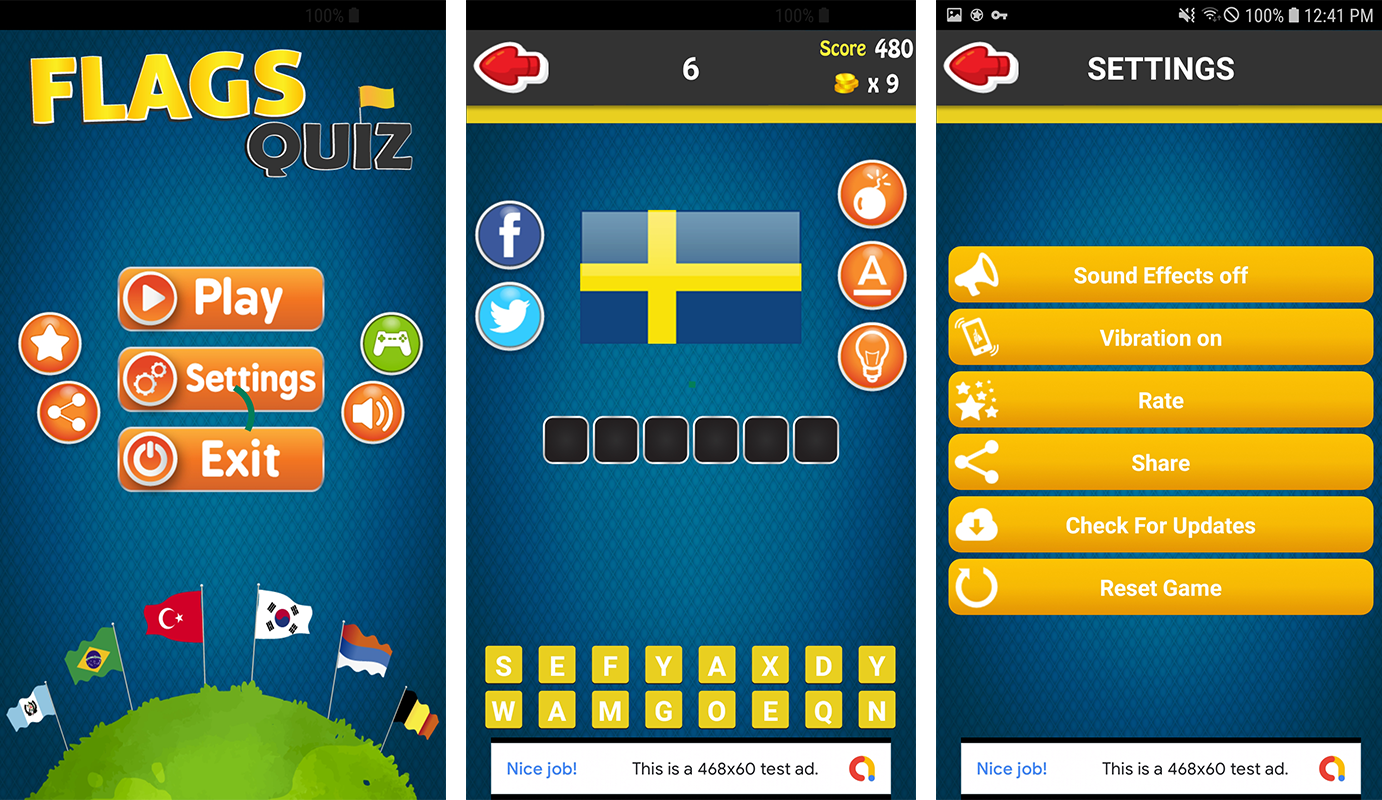 100%
FLAGS
QUIZ
Play
Settings
Exit
100%
6
Score 480
x 9
f
A
S E F Y A X D Y
W A M G O E Q N
Nice job! This is a 468x60 test ad.
100% 12:41 PM
SETTINGS
Sound Effects off
Vibration on
Rate
Share
Check For Updates
Reset Game
Nice job! This is a 468x60 test ad.